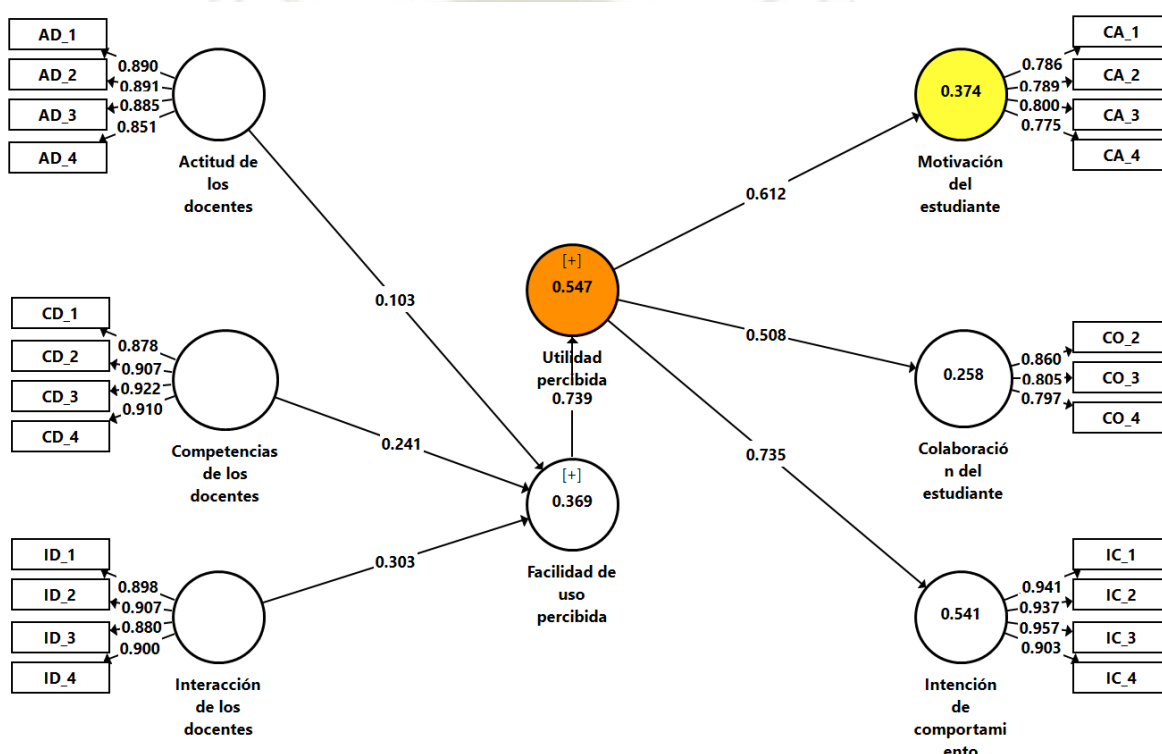 AD_1
AD_2
AD_3
AD_4
0.890
0.891
0.885
0.851
Actitud de
los
docentes
CD_1
CD_2
CD_3
CD_4
0.878
0.907
0.922
0.910
Competencias
de los
docentes
ID_1
ID_2
ID_3
ID_4
0.898
0.907
0.880
0.900
Interacción
de los
docentes
0.103
0.241
0.303
[+]
0.547
Utilidad
percibida
0.739
[+]
0.369
Facilidad de
uso
percibida
0.612
0.508
0.735
0.374
Motivación
del
estudiante
0.786
0.789
0.800
0.775
CA_1
CA_2
CA_3
CA_4
0.258
Colaboració
n del
estudiante
0.860
0.805
0.797
CO_2
CO_3
CO_4
0.541
Intención
de
comportami
ento
0.941
0.937
0.957
0.903
IC_1
IC_2
IC_3
IC_4